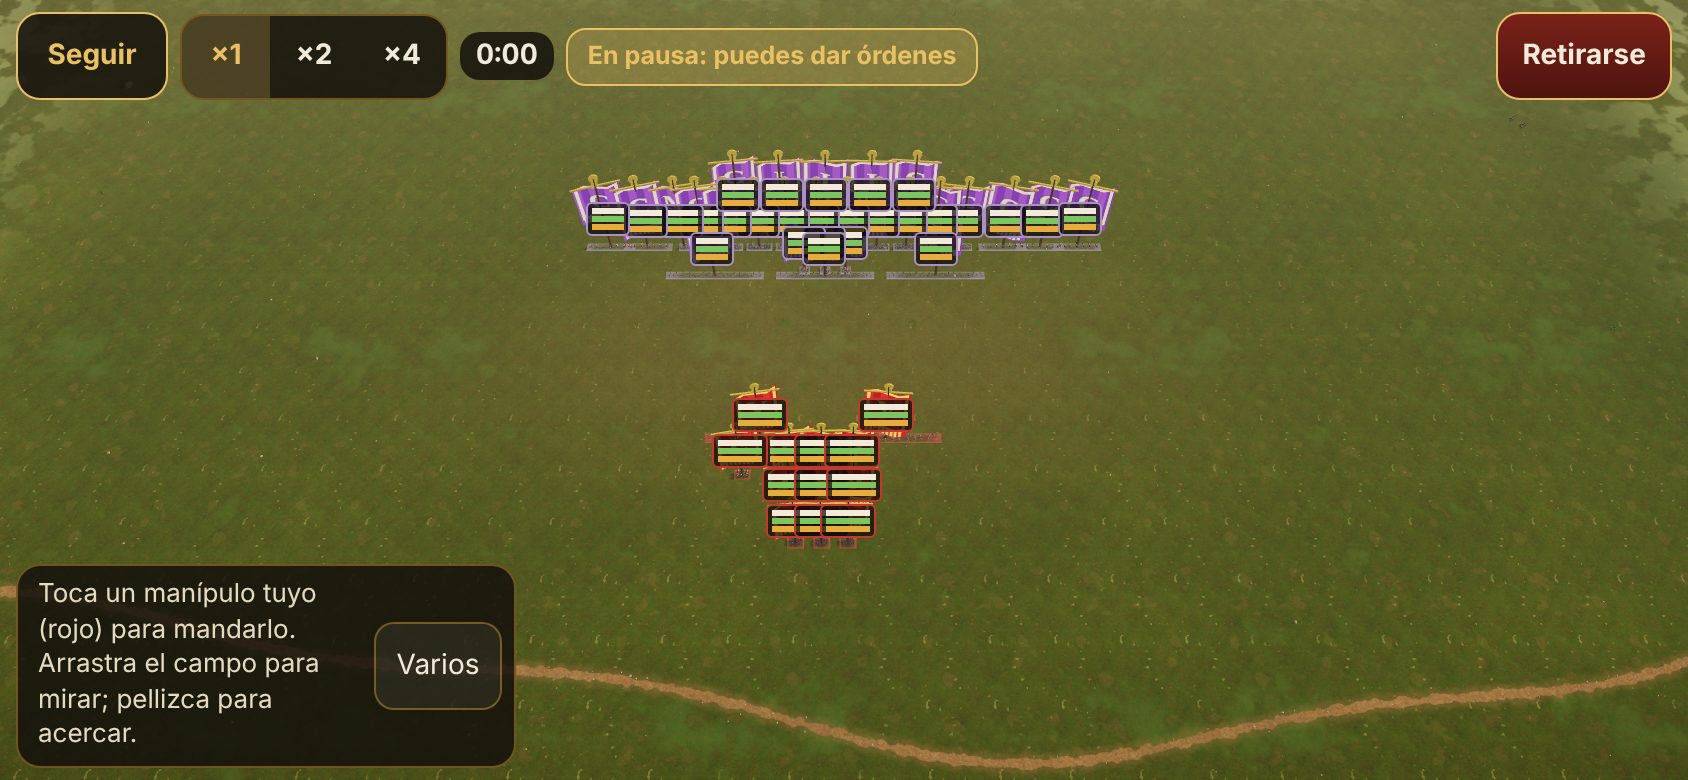 Seguir
×1
×2
×4
0:00
En pausa: puedes dar órdenes
Retirarse
Toca un manípulo tuyo
(rojo) para mandarlo.
Arrastra el campo para
mirar; pellizca para
acercar.
Varios